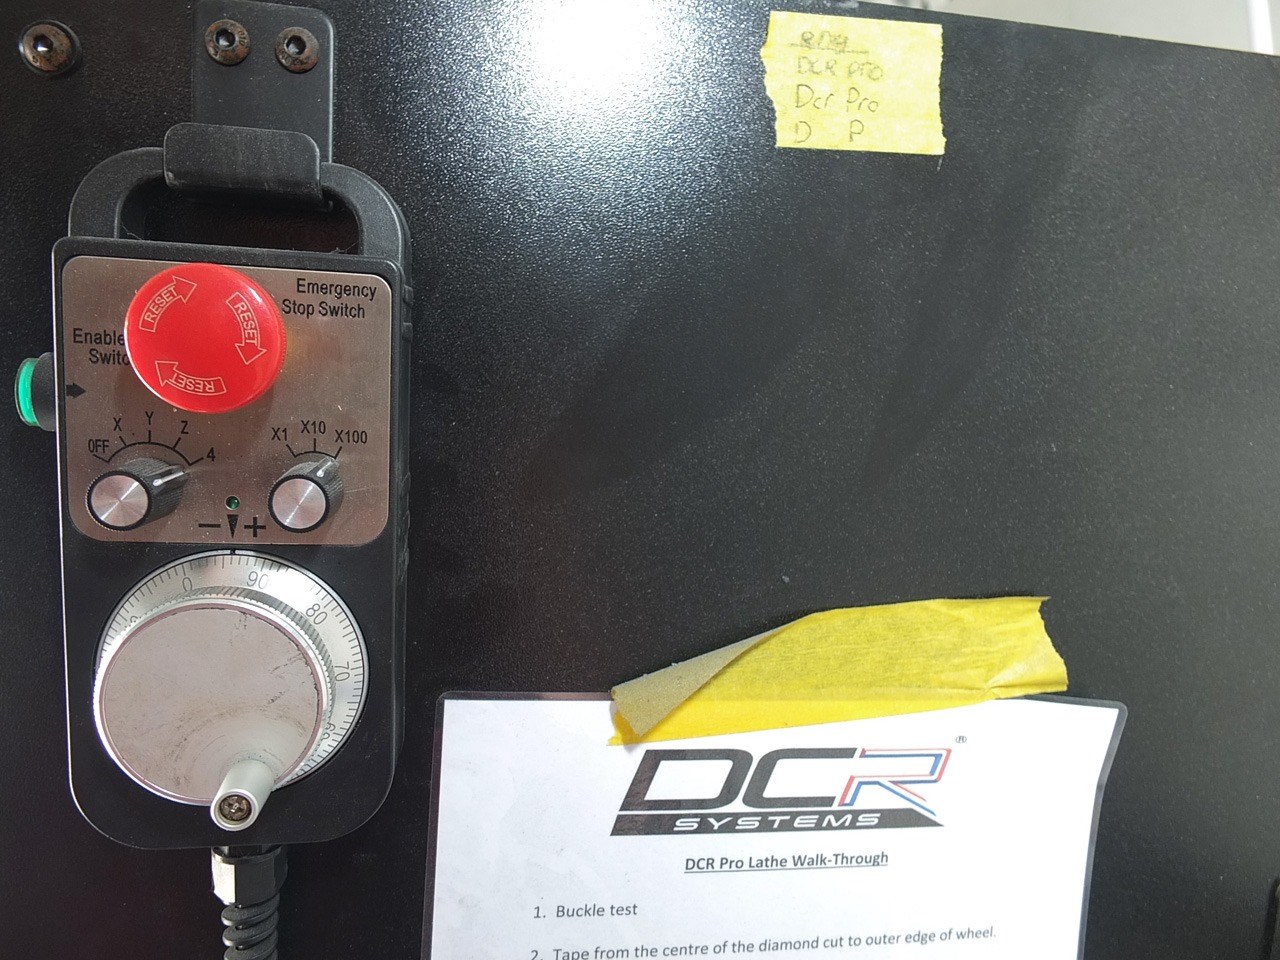 DCR Pro
Dcr Pro
D P
Emergency
Stop Switch
Enable
Switc
RESET
RESET
RESET
OFF X Y Z 4
X1 X10 X100
− +
0 90 80 70
DCR ®
SYSTEMS
DCR Pro Lathe Walk-Through
1. Buckle test
2. Tape from the centre of the diamond cut to outer edge of wheel.